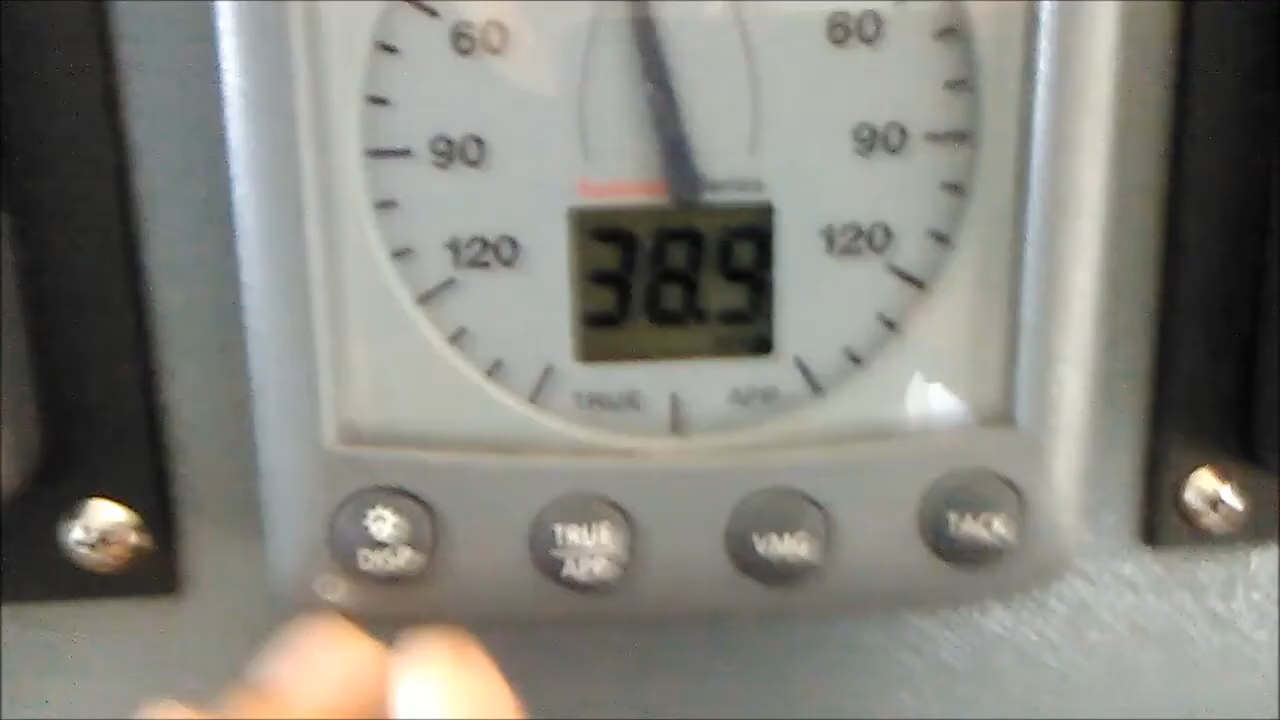 60 60
90 90
120 120
38.9
TRUE APP
DISP TRUE VMG TACK
APP